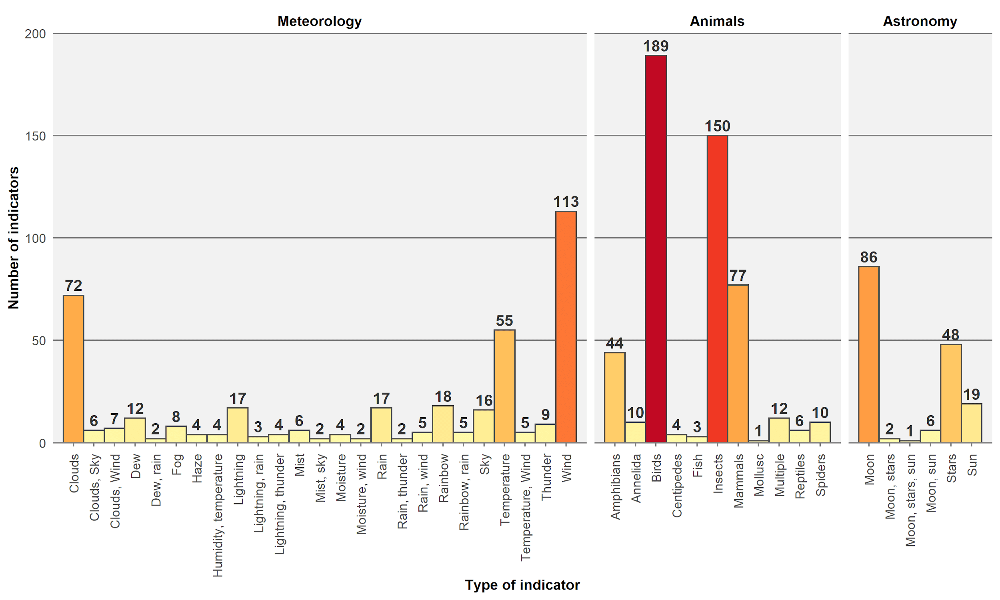 Meteorology
Animals
Astronomy
Number of indicators
200
150
100
50
0
72
6
7
12
2
8
4
4
17
3
4
6
2
4
2
17
2
5
18
5
16
55
5
9
113
44
10
189
4
3
150
77
1
12
6
10
86
2
1
6
48
19
Clouds
Clouds, Sky
Clouds, Wind
Dew
Dew, rain
Fog
Haze
Humidity, temperature
Lightning
Lightning, rain
Lightning, thunder
Mist
Mist, sky
Moisture
Moisture, wind
Rain
Rain, thunder
Rain, wind
Rainbow
Rainbow, rain
Sky
Temperature
Temperature, Wind
Thunder
Wind
Amphibians
Annelida
Birds
Centipedes
Fish
Insects
Mammals
Mollusc
Multiple
Reptiles
Spiders
Moon
Moon, stars
Moon, stars, sun
Moon, sun
Stars
Sun
Type of indicator